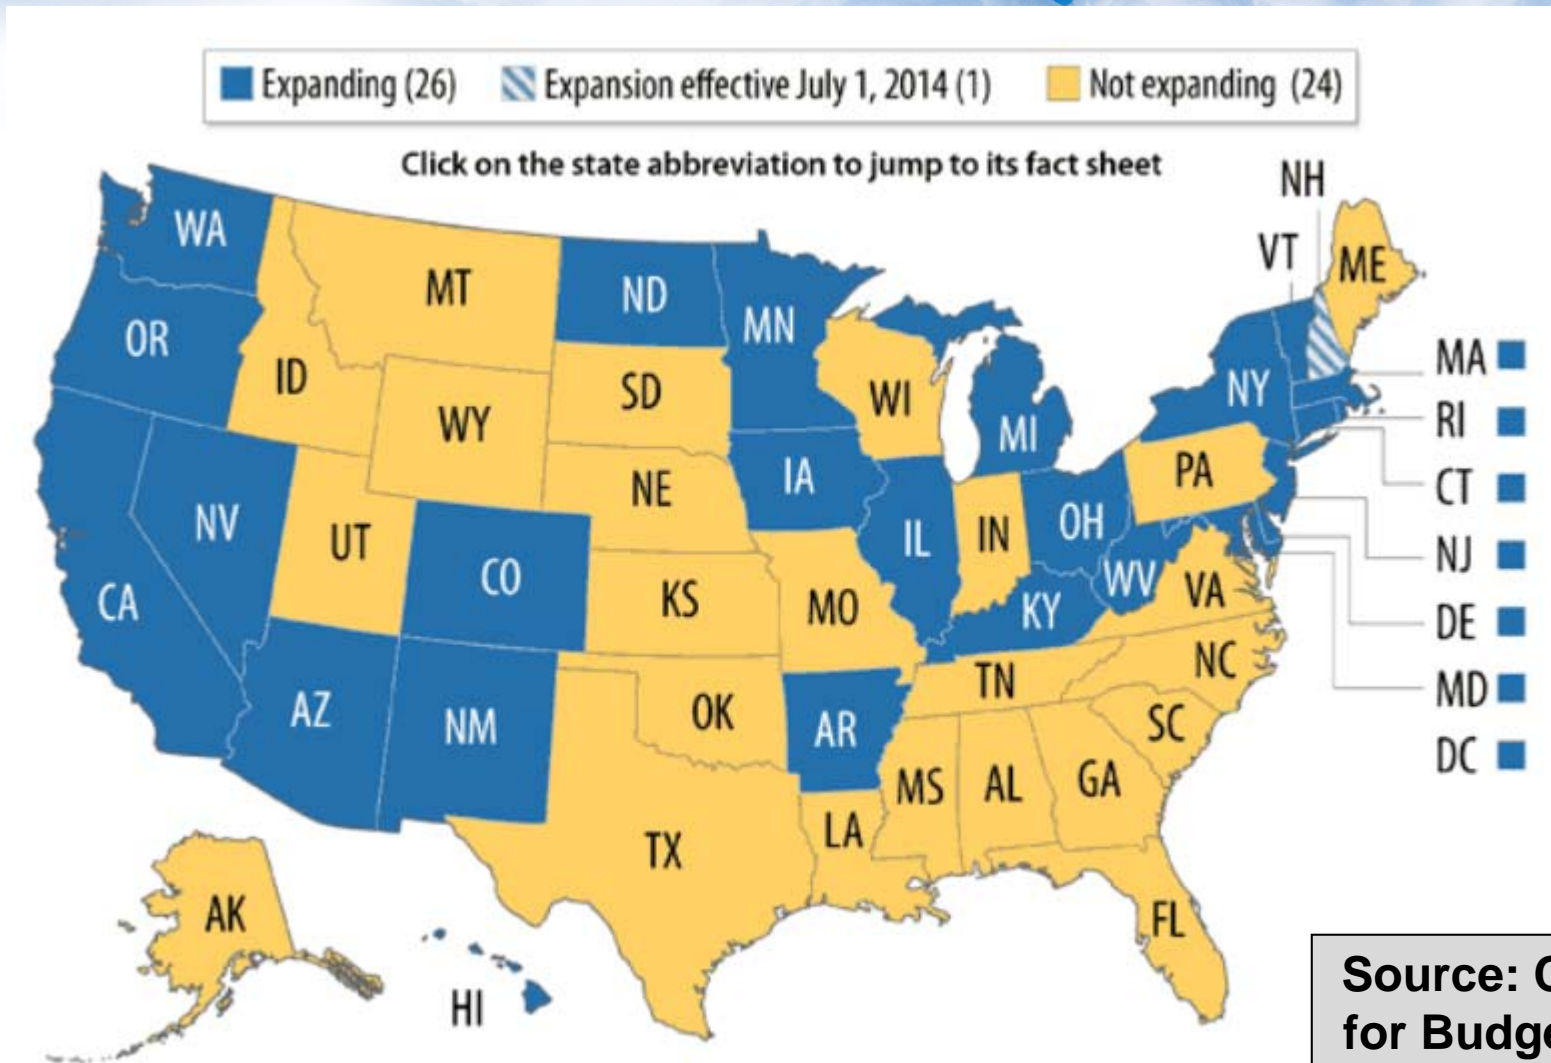 Expanding (26) Expansion effective July 1, 2014 (1) Not expanding (24)
Click on the state abbreviation to jump to its fact sheet
NH
VT
ME
WA
MT
ND
MN
OR
ID
SD
WI
WY
MI
NY
MA
RI
CT
NJ
DE
MD
DC
NE
IA
PA
NV
UT
CO
IL
IN
OH
WV
VA
CA
KS
MO
KY
AZ
NM
OK
AR
TN
NC
SC
MS
AL
GA
LA
TX
AK
HI
FL
Source:
for